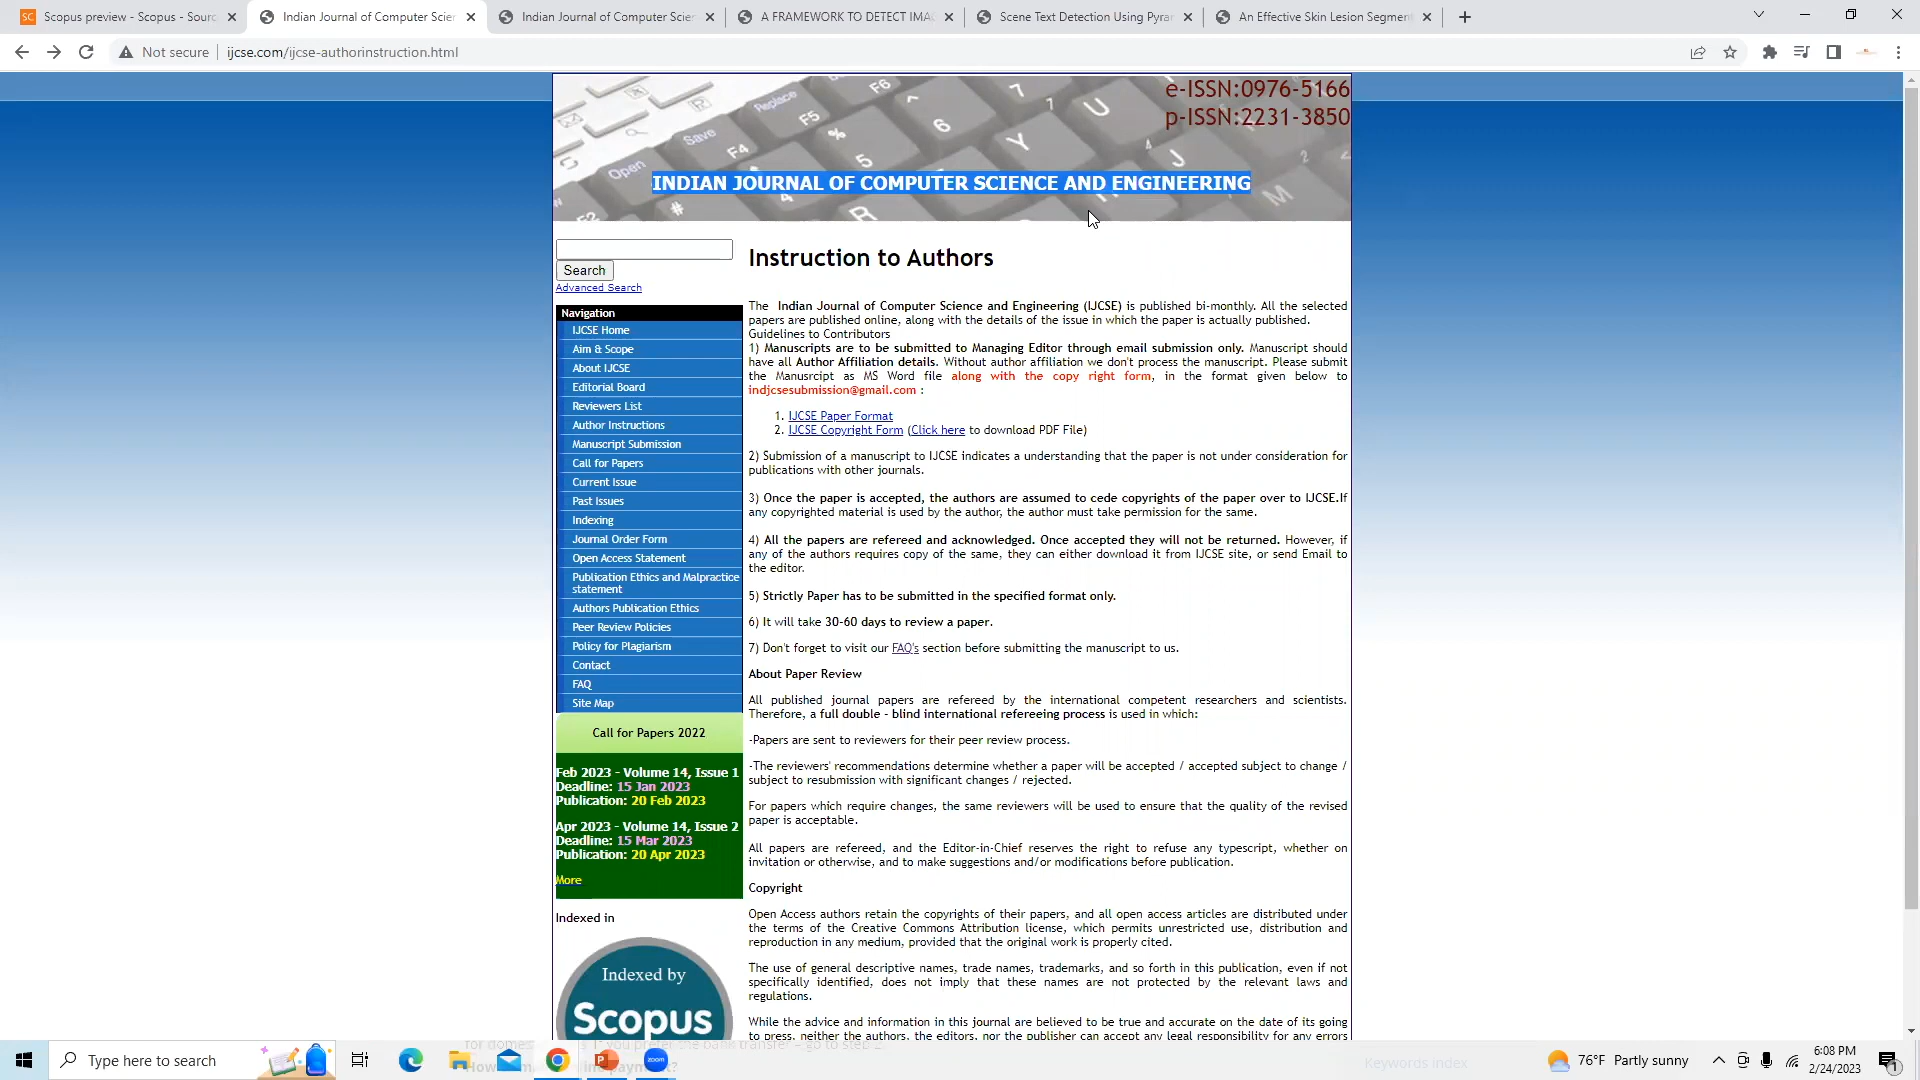 Scopus preview - Scopus - Sourc
Indian Journal of Computer Scien
Indian Journal of Computer Scien
A FRAMEWORK TO DETECT IMA
Scene Text Detection Using Pyra
An Effective Skin Lesion Segment
Not secure
ijcse.com/ijcse-authorinstruction.html
e-ISSN:0976-5166
p-ISSN:2231-3850
INDIAN JOURNAL OF COMPUTER SCIENCE AND ENGINEERING
Search
Advanced Search
Navigation
IJCSE Home
Aim & Scope
About IJCSE
Editorial Board
Reviewers List
Author Instructions
Manuscript Submission
Call for Papers
Current Issue
Past Issues
Indexing
Journal Order Form
Open Access Statement
Publication Ethics and Malpractice
statement
Authors Publication Ethics
Peer Review Policies
Policy for Plagiarism
Contact
FAQ
Site Map
Call for Papers 2022
Feb 2023 - Volume 14, Issue 1
Deadline: 15 Jan 2023
Publication: 20 Feb 2023
Apr 2023 - Volume 14, Issue 2
Deadline: 15 Mar 2023
Publication: 20 Apr 2023
More
Indexed in
Indexed by
Scopus
Instruction to Authors
The Indian Journal of Computer Science and Engineering (IJCSE) is published bi-monthly. All the selected
papers are published online, along with the details of the issue in which the paper is actually published.
Guidelines to Contributors
1) Manuscripts are to be submitted to Managing Editor through email submission only. Manuscript should
have all Author Affiliation details. Without author affiliation we don't process the manuscript. Please submit
the Manusrcipt as MS Word file along with the copy right form, in the format given below to
indjcsesubmission@gmail.com :
1. IJCSE Paper Format
2. IJCSE Copyright Form (Click here to download PDF File)
2) Submission of a manuscript to IJCSE indicates a understanding that the paper is not under consideration for
publications with other journals.
3) Once the paper is accepted, the authors are assumed to cede copyrights of the paper over to IJCSE.If
any copyrighted material is used by the author, the author must take permission for the same.
4) All the papers are refereed and acknowledged. Once accepted they will not be returned. However, if
any of the authors requires copy of the same, they can either download it from IJCSE site, or send Email to
the editor.
5) Strictly Paper has to be submitted in the specified format only.
6) It will take 30-60 days to review a paper.
7) Don't forget to visit our FAQ's section before submitting the manuscript to us.
About Paper Review
All published journal papers are refereed by the international competent researchers and scientists.
Therefore, a full double - blind international refereeing process is used in which:
-Papers are sent to reviewers for their peer review process.
-The reviewers' recommendations determine whether a paper will be accepted / accepted subject to change /
subject to resubmission with significant changes / rejected.
For papers which require changes, the same reviewers will be used to ensure that the quality of the revised
paper is acceptable.
All papers are refereed, and the Editor-in-Chief reserves the right to refuse any typescript, whether on
invitation or otherwise, and to make suggestions and/or modifications before publication.
Copyright
Open Access authors retain the copyrights of their papers, and all open access articles are distributed under
the terms of the Creative Commons Attribution license, which permits unrestricted use, distribution and
reproduction in any medium, provided that the original work is properly cited.
The use of general descriptive names, trade names, trademarks, and so forth in this publication, even if not
specifically identified, does not imply that these names are not protected by the relevant laws and
regulations.
While the advice and information in this journal are believed to be true and accurate on the date of its going
to press, neither the authors, the editors, nor the publisher can accept any legal responsibility for any errors
Type here to search
zoom
Keywords index
76°F Partly sunny
6:08 PM
2/24/2023
1